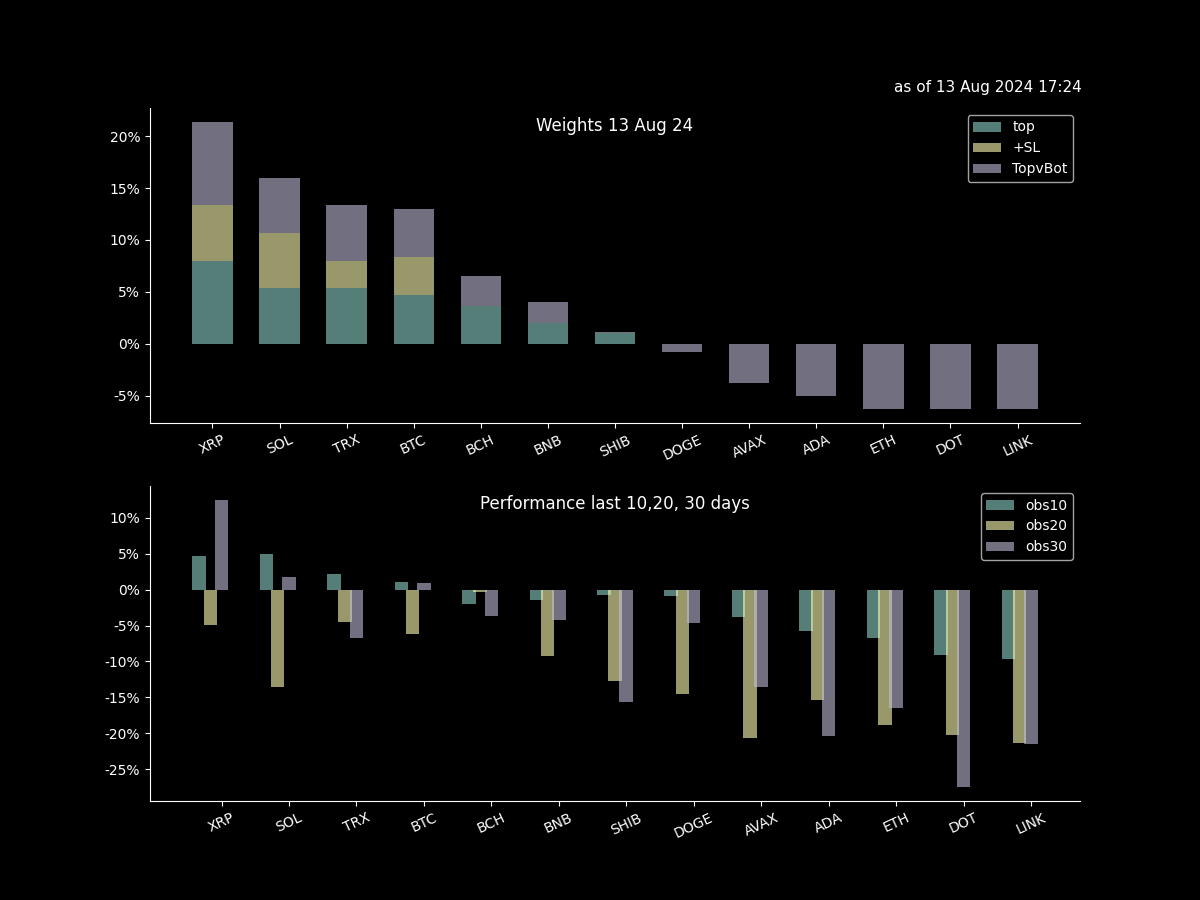 as of 13 Aug 2024 17:24
Weights 13 Aug 24
top
+SL
TopvBot
20%
15%
10%
5%
0%
-5%
XRP SOL TRX BTC BCH BNB SHIB DOGE AVAX ADA ETH DOT LINK
Performance last 10,20, 30 days
obs10
obs20
obs30
10%
5%
0%
-5%
-10%
-15%
-20%
-25%
XRP SOL TRX BTC BCH BNB SHIB DOGE AVAX ADA ETH DOT LINK